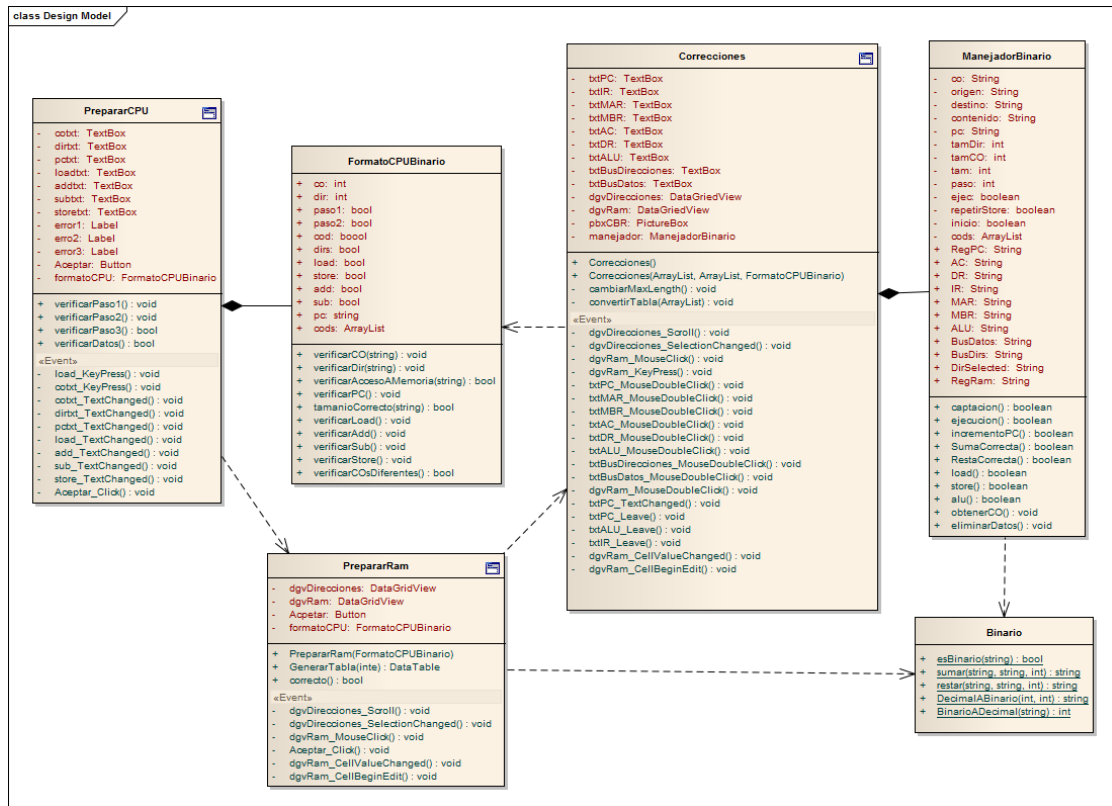 class Design Model
PrepararCPU
- cotxt: TextBox
- dirtxt: TextBox
- pctxt: TextBox
- loadtxt: TextBox
- addtxt: TextBox
- subtxt: TextBox
- storetxt: TextBox
- error1: Label
- erro2: Label
- error3: Label
- Aceptar: Button
- formatoCPU: FormatoCPUBinario
+ verificarPaso1() : void
+ verificarPaso2() : void
+ verificarPaso3() : bool
+ verificarDatos() : bool
«Event»
- load_KeyPress() : void
- cotxt_KeyPress() : void
- cotxt_TextChanged() : void
- dirtxt_TextChanged() : void
- pctxt_TextChanged() : void
- load_TextChanged() : void
- add_TextChanged() : void
- sub_TextChanged() : void
- store_TextChanged() : void
- Aceptar_Click() : void
FormatoCPUBinario
+ co: int
+ dir: int
+ paso1: bool
+ paso2: bool
+ cod: boool
+ dirs: bool
+ load: bool
+ store: bool
+ add: bool
+ sub: bool
+ pc: string
+ cods: ArrayList
+ verificarCO(string) : void
+ verificarDir(string) : void
+ verificarAccesoAMemoria(string) : bool
+ verificarPC() : void
+ tamanioCorrecto(string) : bool
+ verificarLoad() : void
+ verificarAdd() : void
+ verificarSub() : void
+ verificarStore() : void
+ verificarCOsDiferentes() : bool
Correcciones
- txtPC: TextBox
- txtIR: TextBox
- txtMAR: TextBox
- txtMBR: TextBox
- txtAC: TextBox
- txtDR: TextBox
- txtALU: TextBox
- txtBusDirecciones: TextBox
- txtBusDatos: TextBox
- dgvDirecciones: DataGriedView
- dgvRam: DataGriedView
- pbxCBR: PictureBox
- manejador: ManejadorBinario
+ Correcciones()
+ Correcciones(ArrayList, ArrayList, FormatoCPUBinario)
- cambiarMaxLength() : void
- convertirTabla(ArrayList) : void
«Event»
- dgvDirecciones_Scroll() : void
- dgvDirecciones_SelectionChanged() : void
- dgvRam_MouseClick() : void
- dgvRam_KeyPress() : void
- txtPC_MouseDoubleClick() : void
- txtMAR_MouseDoubleClick() : void
- txtMBR_MouseDoubleClick() : void
- txtAC_MouseDoubleClick() : void
- txtDR_MouseDoubleClick() : void
- txtALU_MouseDoubleClick() : void
- txtBusDirecciones_MouseDoubleClick() : void
- txtBusDatos_MouseDoubleClick() : void
- dgvRam_MouseDoubleClick() : void
- txtPC_TextChanged() : void
- txtPC_Leave() : void
- txtALU_Leave() : void
- txtIR_Leave() : void
- dgvRam_CellValueChanged() : void
- dgvRam_CellBeginEdit() : void
ManejadorBinario
- co: String
- origen: String
- destino: String
- contenido: String
- pc: String
- tamDir: int
- tamCO: int
- tam: int
- paso: int
- ejec: boolean
- repetirStore: boolean
- inicio: boolean
- cods: ArrayList
+ RegPC: String
+ AC: String
+ DR: String
+ IR: String
+ MAR: String
+ MBR: String
+ ALU: String
+ BusDatos: String
+ BusDirs: String
+ DirSelected: String
+ RegRam: String
+ captacion() : boolean
+ ejecucion() : boolean
+ incrementoPC() : boolean
+ SumaCorrecta() : boolean
+ RestaCorrecta() : boolean
+ load() : boolean
+ store() : boolean
+ alu() : boolean
+ obtenerCO() : void
+ eliminarDatos() : void
PrepararRam
- dgvDirecciones: DataGridView
- dgvRam: DataGridView
- Acpetar: Button
- formatoCPU: FormatoCPUBinario
+ PrepararRam(FormatoCPUBinario)
+ GenerarTabla(inte) : DataTable
+ correcto() : bool
«Event»
- dgvDirecciones_Scroll() : void
- dgvDirecciones_SelectionChanged() : void
- dgvRam_MouseClick() : void
- Aceptar_Click() : void
- dgvRam_CellValueChanged() : void
- dgvRam_CellBeginEdit() : void
Binario
+ esBinario(string) : bool
+ sumar(string, string, int) : string
+ restar(string, string, int) : string
+ DecimalABinario(int, int) : string
+ BinarioADecimal(string) : int